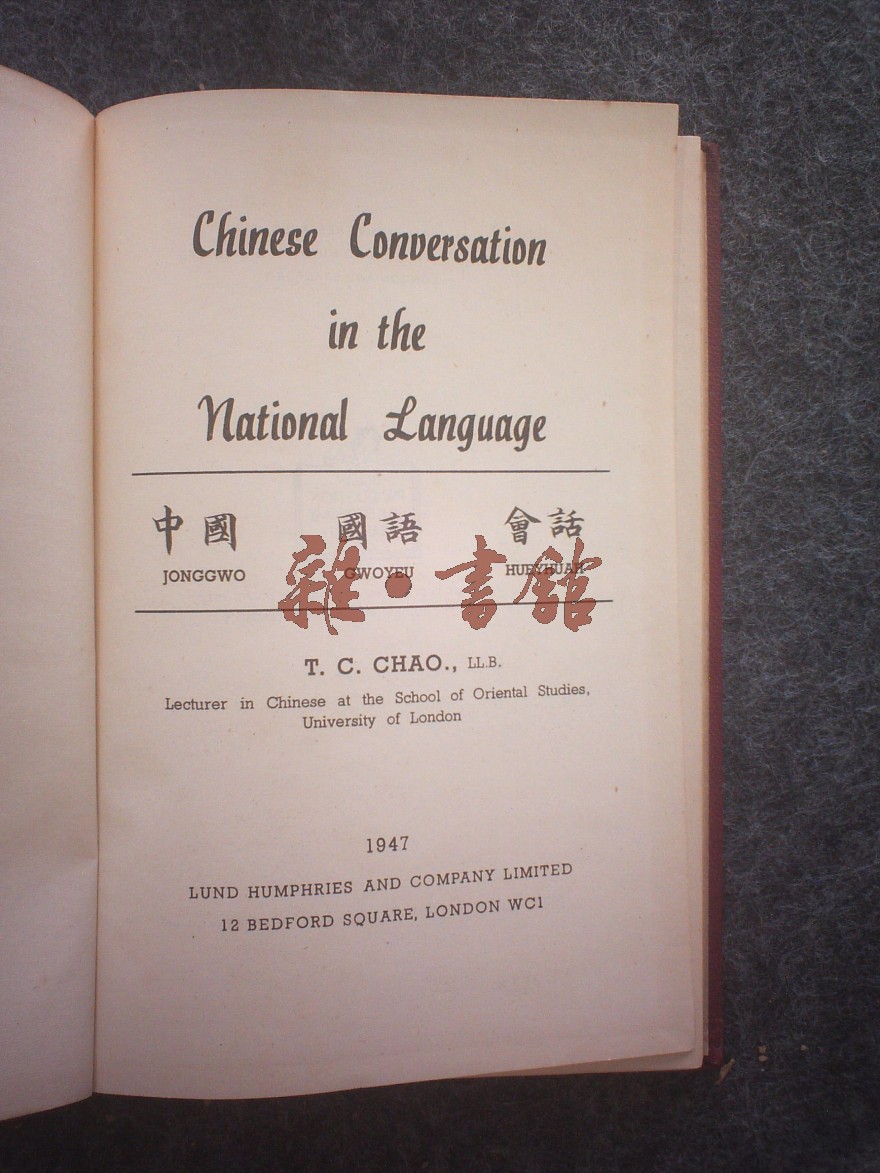 Chinese Conversation
in the
National Language
中國 國語 會話
JONGGWO GWOYEU HUEYHUAH
雜·書館
T. C. CHAO., LL.B.
Lecturer in Chinese at the School of Oriental Studies,
University of London
1947
LUND HUMPHRIES AND COMPANY LIMITED
12 BEDFORD SQUARE, LONDON WC1